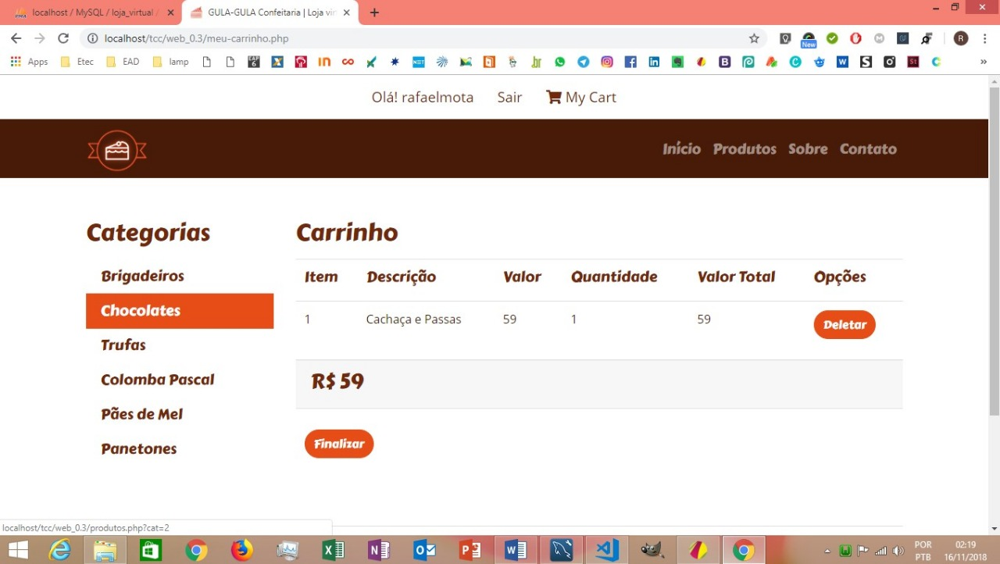 localhost / MySQL / loja_virtual /
GULA-GULA Confeitaria | Loja vir
localhost/tcc/web_0.3/meu-carrinho.php
New
R
Apps
Etec
EAD
lamp
Olá! rafaelmota
Sair
My Cart
Início
Produtos
Sobre
Contato
Categorias
Brigadeiros
Chocolates
Trufas
Colomba Pascal
Pães de Mel
Panetones
Carrinho
Item Descrição Valor Quantidade Valor Total Opções
1 Cachaça e Passas 59 1 59 Deletar
R$ 59
Finalizar
localhost/tcc/web_0.3/produtos.php?cat=2
POR 02:19
PTB 16/11/2018